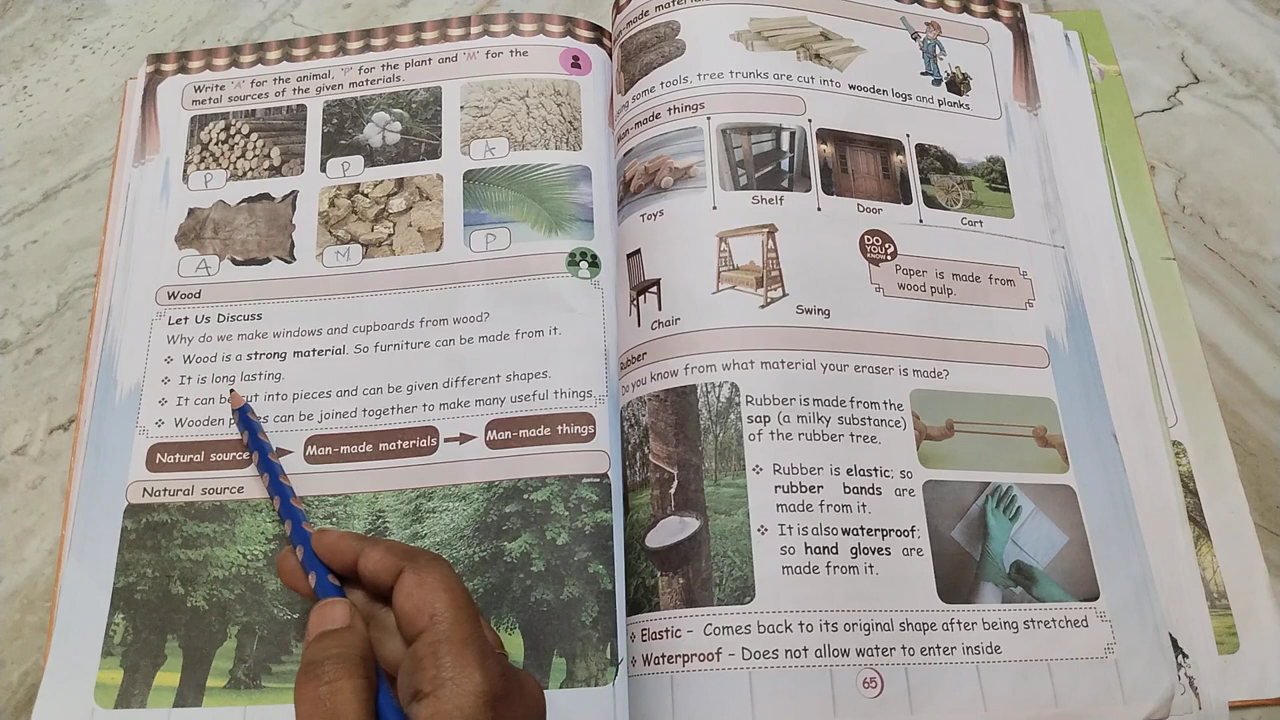 Write 'A' for the animal, 'P' for the plant and 'M' for the
metal sources of the given materials.
P
P
A
A
M
P
Wood
Let Us Discuss
Why do we make windows and cupboards from wood?
❖ Wood is a strong material. So furniture can be made from it.
❖ It is long lasting.
❖ It can be cut into pieces and can be given different shapes.
❖ Wooden can be joined together to make many useful things.
Natural source
Man-made materials
Man-made things
Natural source
some tools, tree trunks are cut into wooden logs and planks.
Man-made things
Toys
Shelf
Door
Cart
Chair
Swing
DO YOU KNOW?
Paper is made from
wood pulp.
Rubber
Do you know from what material your eraser is made?
Rubber is made from the
sap (a milky substance)
of the rubber tree.
❖ Rubber is elastic; so
rubber bands are
made from it.
❖ It is also waterproof;
so hand gloves are
made from it.
❖ Elastic – Comes back to its original shape after being stretched
❖ Waterproof – Does not allow water to enter inside
65